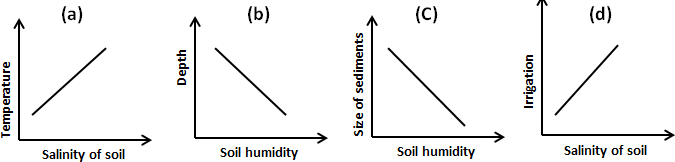 (a)
Temperature
Salinity of soil
(b)
Depth
Soil humidity
(C)
Size of sediments
Soil humidity
(d)
Irrigation
Salinity of soil